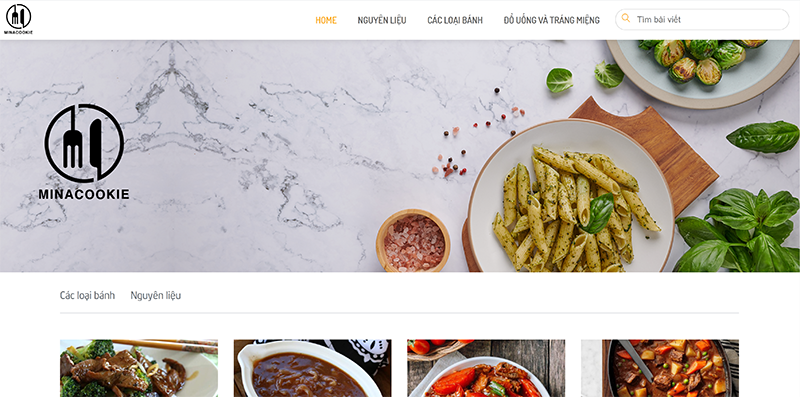 MINACOOKIE
HOME NGUYÊN LIỆU CÁC LOẠI BÁNH ĐỒ UỐNG VÀ TRÁNG MIỆNG Tìm bài viết
MINACOOKIE
Các loại bánh Nguyên liệu